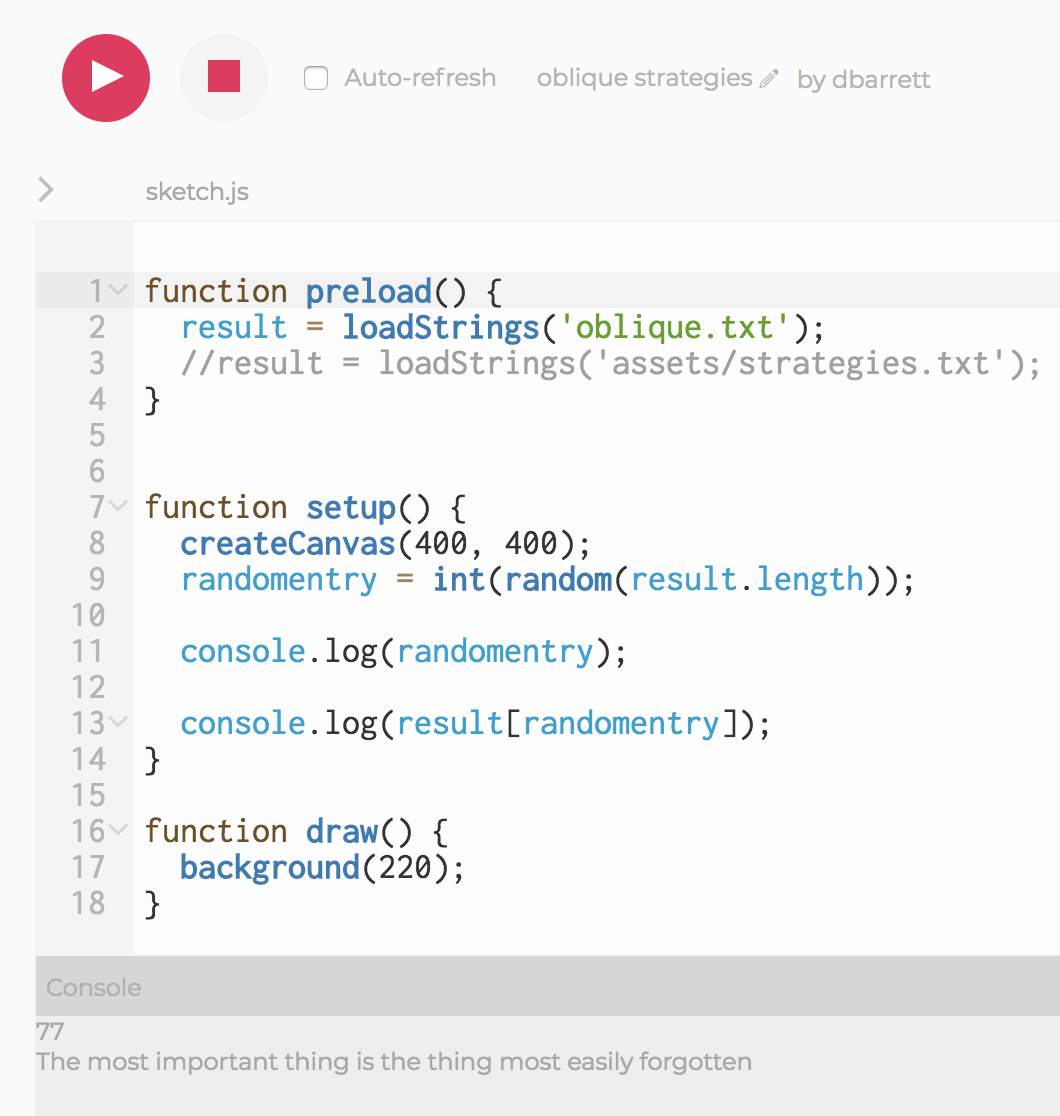 Auto-refresh oblique strategies by dbarrett
sketch.js
1 function preload() {
2 result = loadStrings('oblique.txt');
3 //result = loadStrings('assets/strategies.txt');
4 }
5
6
7 function setup() {
8 createCanvas(400, 400);
9 randomentry = int(random(result.length));
10
11 console.log(randomentry);
12
13 console.log(result[randomentry]);
14 }
15
16 function draw() {
17 background(220);
18 }
Console
77
The most important thing is the thing most easily forgotten